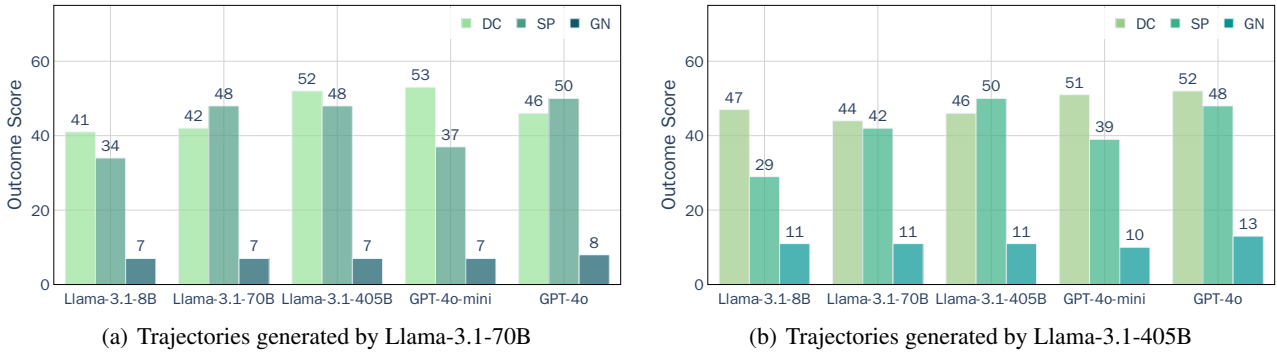 DC SP GN
Outcome Score
60
40
20
0
41 34 7
42 48 7
52 48 7
53 37 7
46 50 8
Llama-3.1-8B Llama-3.1-70B Llama-3.1-405B GPT-4o-mini GPT-4o
(a) Trajectories generated by Llama-3.1-70B
DC SP GN
Outcome Score
60
40
20
0
47 29 11
44 42 11
46 50 11
51 39 10
52 48 13
Llama-3.1-8B Llama-3.1-70B Llama-3.1-405B GPT-4o-mini GPT-4o
(b) Trajectories generated by Llama-3.1-405B